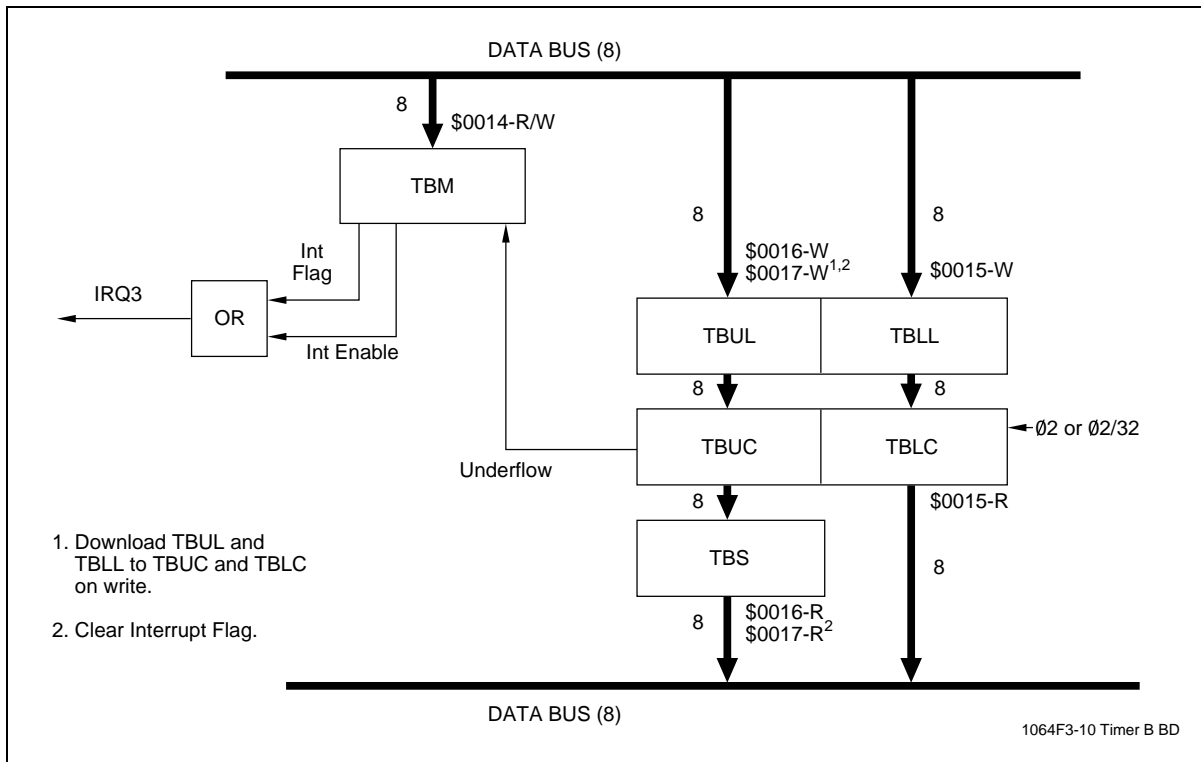 DATA BUS (8)
8
$0014-R/W
TBM
8
8
Int
Flag
$0016-W
$0017-W1,2
$0015-W
IRQ3
OR
Int Enable
TBUL
TBLL
8
8
TBUC
TBLC
Ø2 or Ø2/32
Underflow
8
$0015-R
1. Download TBUL and
TBLL to TBUC and TBLC
on write.
TBS
8
2. Clear Interrupt Flag.
8
$0016-R
$0017-R2
DATA BUS (8)
1064F3-10 Timer B BD